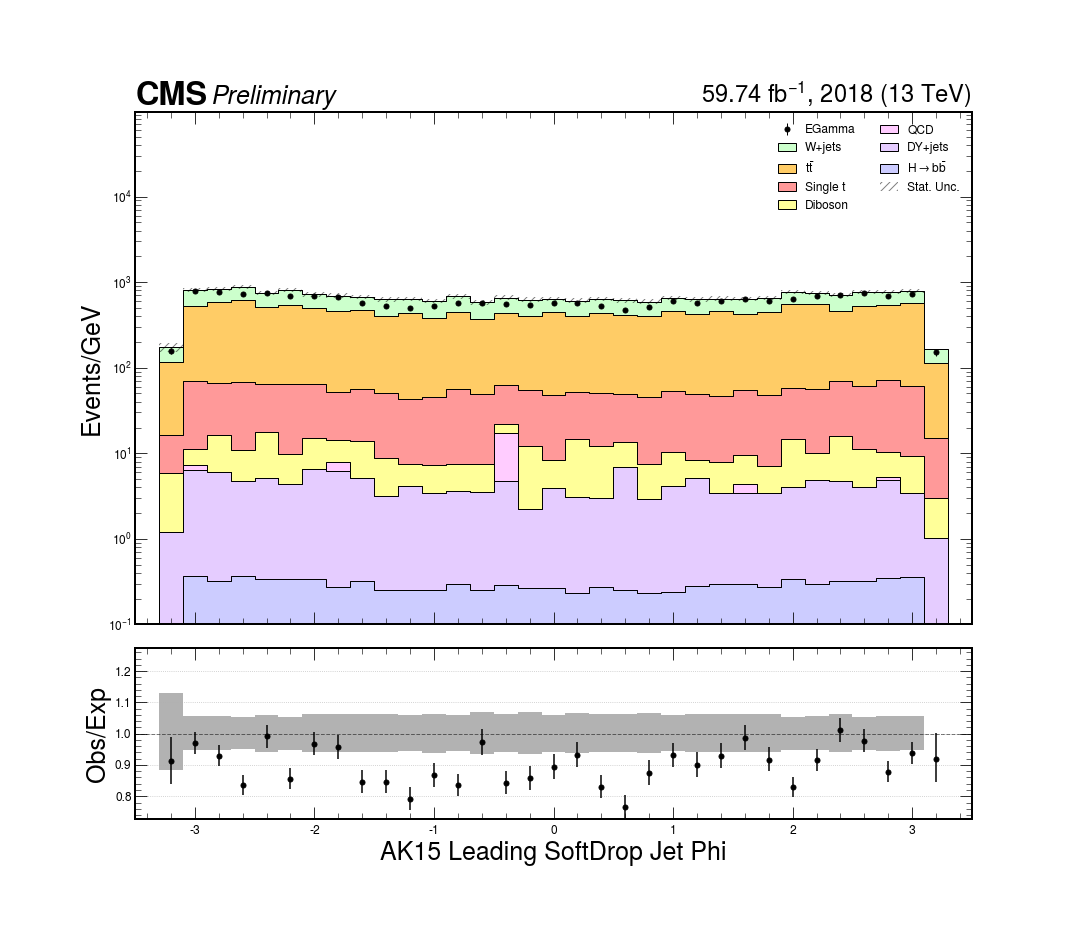 CMS Preliminary
59.74 fb⁻¹, 2018 (13 TeV)
EGamma
W+jets
tt̄
Single t
Diboson
QCD
DY+jets
H→bb̄
Stat. Unc.
Events/GeV
10⁴
10³
10²
10¹
10⁰
10⁻¹
Obs/Exp
1.2
1.1
1.0
0.9
0.8
-3 -2 -1 0 1 2 3
AK15 Leading SoftDrop Jet Phi